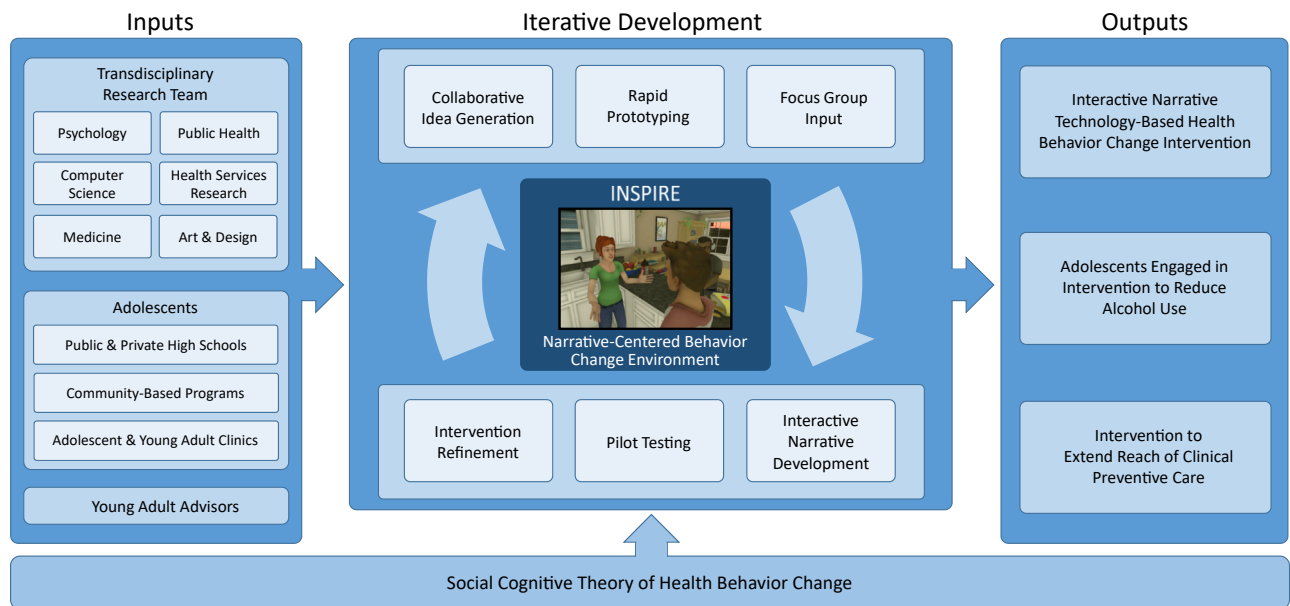 Inputs
Transdisciplinary
Research Team
Psychology
Public Health
Computer
Science
Health Services
Research
Medicine
Art & Design
Adolescents
Public & Private High Schools
Community-Based Programs
Adolescent & Young Adult Clinics
Young Adult Advisors
Iterative Development
Collaborative
Idea Generation
Rapid
Prototyping
Focus Group
Input
INSPIRE
Narrative-Centered Behavior
Change Environment
Intervention
Refinement
Pilot Testing
Interactive
Narrative
Development
Outputs
Interactive Narrative
Technology-Based Health
Behavior Change Intervention
Adolescents Engaged in
Intervention to Reduce
Alcohol Use
Intervention to
Extend Reach of Clinical
Preventive Care
Social Cognitive Theory of Health Behavior Change